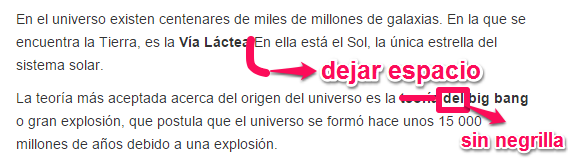 En el universo existen centenares de miles de millones de galaxias. En la que se
encuentra la Tierra, es la Vía Láctea En ella está el Sol, la única estrella del
sistema solar.
dejar espacio
La teoría más aceptada acerca del origen del universo es la teoría del big bang
o gran explosión, que postula que el universo se formó hace unos 15 000
millones de años debido a una explosión.
sin negrilla